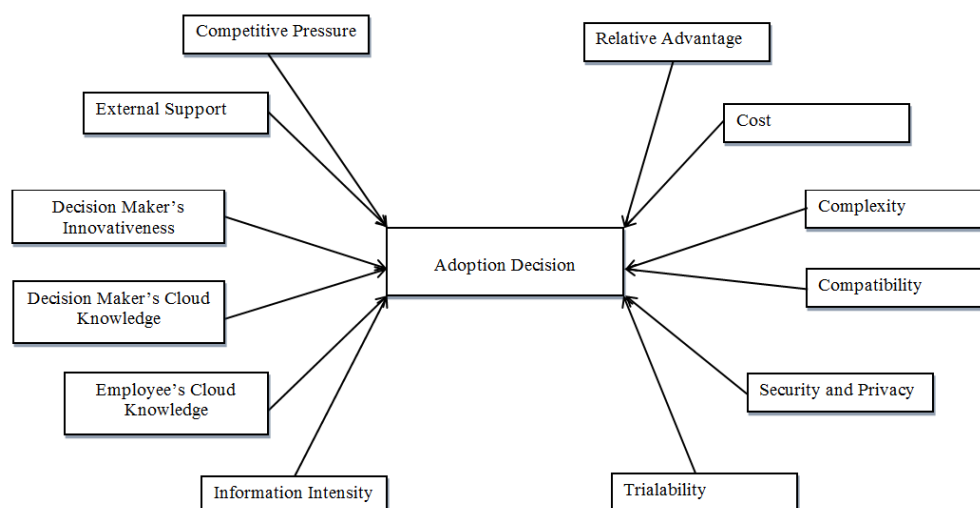 Competitive Pressure
Relative Advantage
External Support
Cost
Decision Maker's
Innovativeness
Complexity
Adoption Decision
Decision Maker's Cloud
Knowledge
Compatibility
Employee's Cloud
Knowledge
Security and Privacy
Information Intensity
Trialability